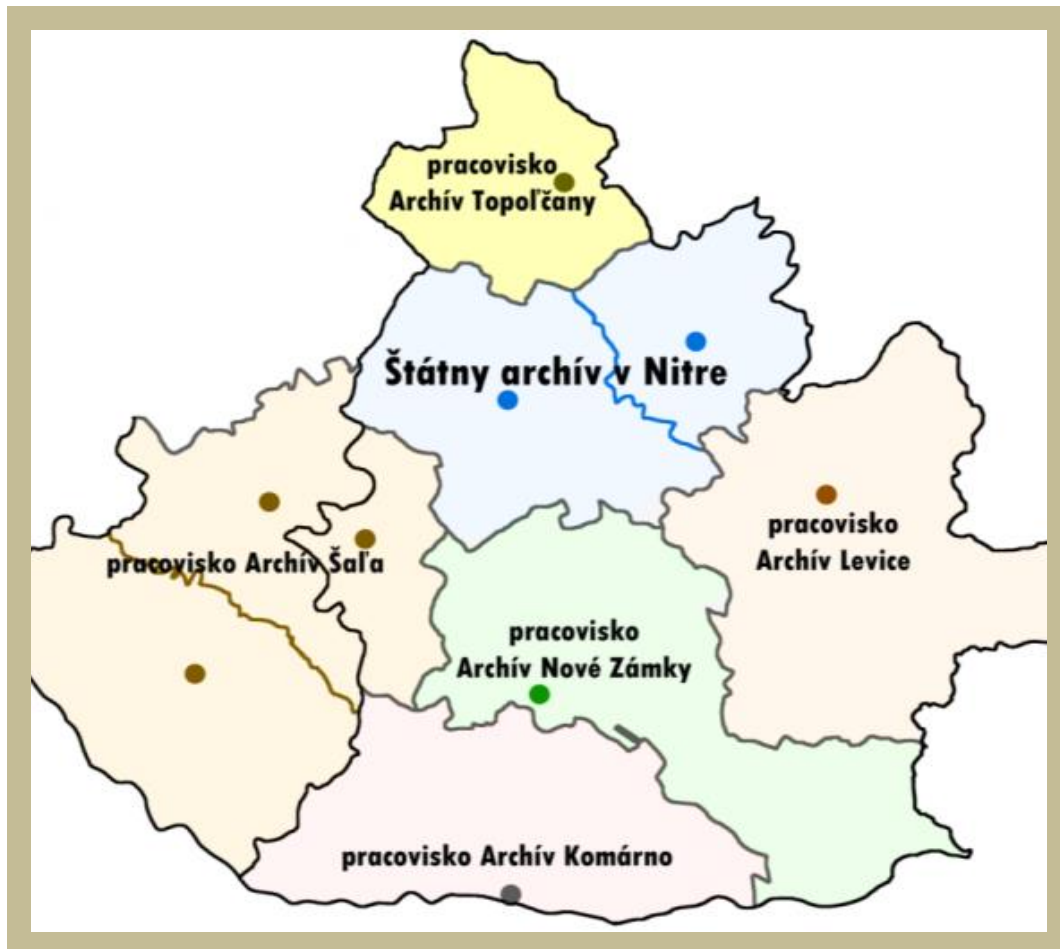 pracovisko
Archív Topoľčany
Štátny archív v Nitre
pracovisko
Archív Levice
pracovisko Archív Šaľa
pracovisko
Archív Nové Zámky
pracovisko Archív Komárno